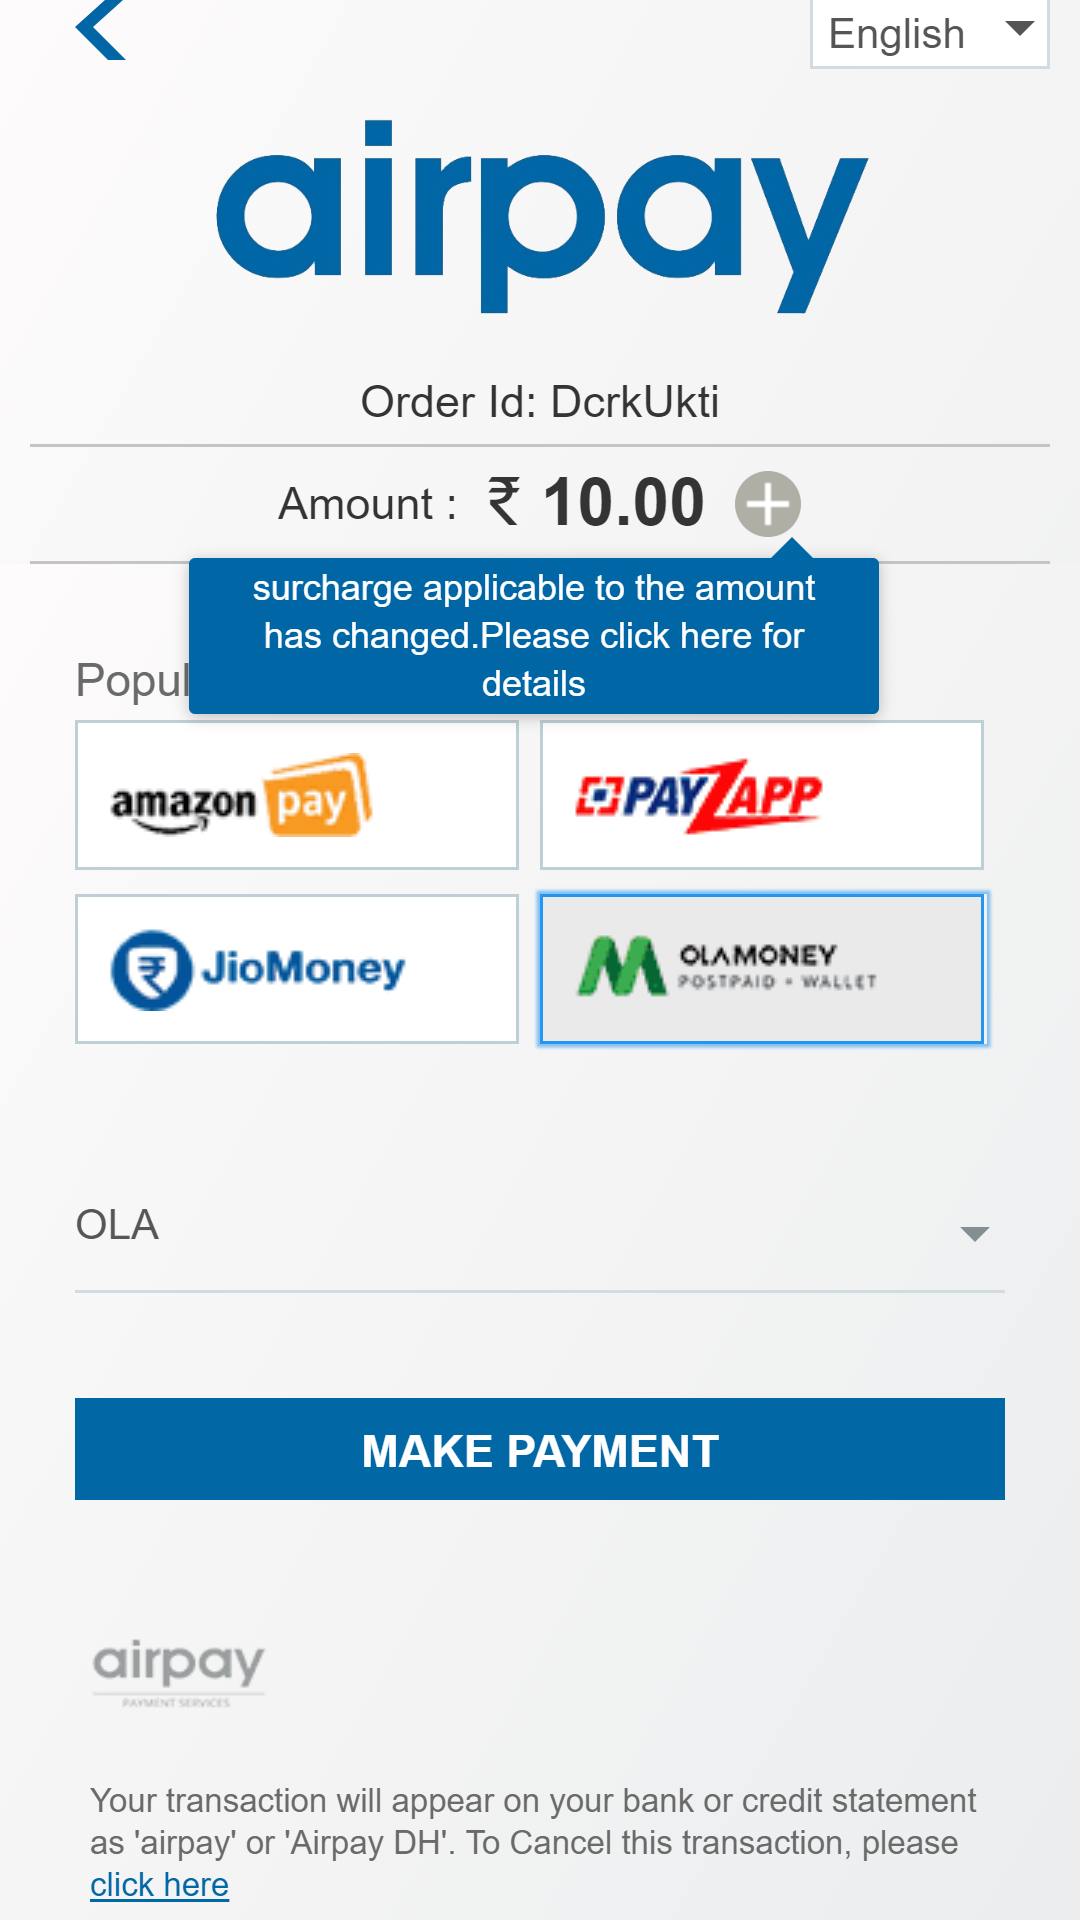 English
airpay
Order Id: DcrkUkti
Amount : ₹ 10.00
surcharge applicable to the amount
has changed.Please click here for
details
Popul
amazon pay
PAYZAPP
JioMoney
OLAMONEY
POSTPAID + WALLET
OLA
MAKE PAYMENT
airpay
PAYMENT SERVICES
Your transaction will appear on your bank or credit statement
as 'airpay' or 'Airpay DH'. To Cancel this transaction, please
click here